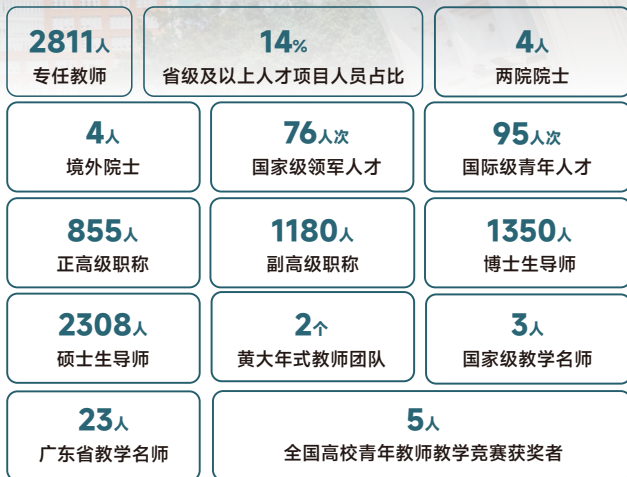 2811人
专任教师
14%
省级及以上人才项目人员占比
4人
两院院士
4人
境外院士
76人次
国家级领军人才
95人次
国际级青年人才
855人
正高级职称
1180人
副高级职称
1350人
博士生导师
2308人
硕士生导师
2个
黄大年式教师团队
3人
国家级教学名师
23人
广东省教学名师
5人
全国高校青年教师教学竞赛获奖者